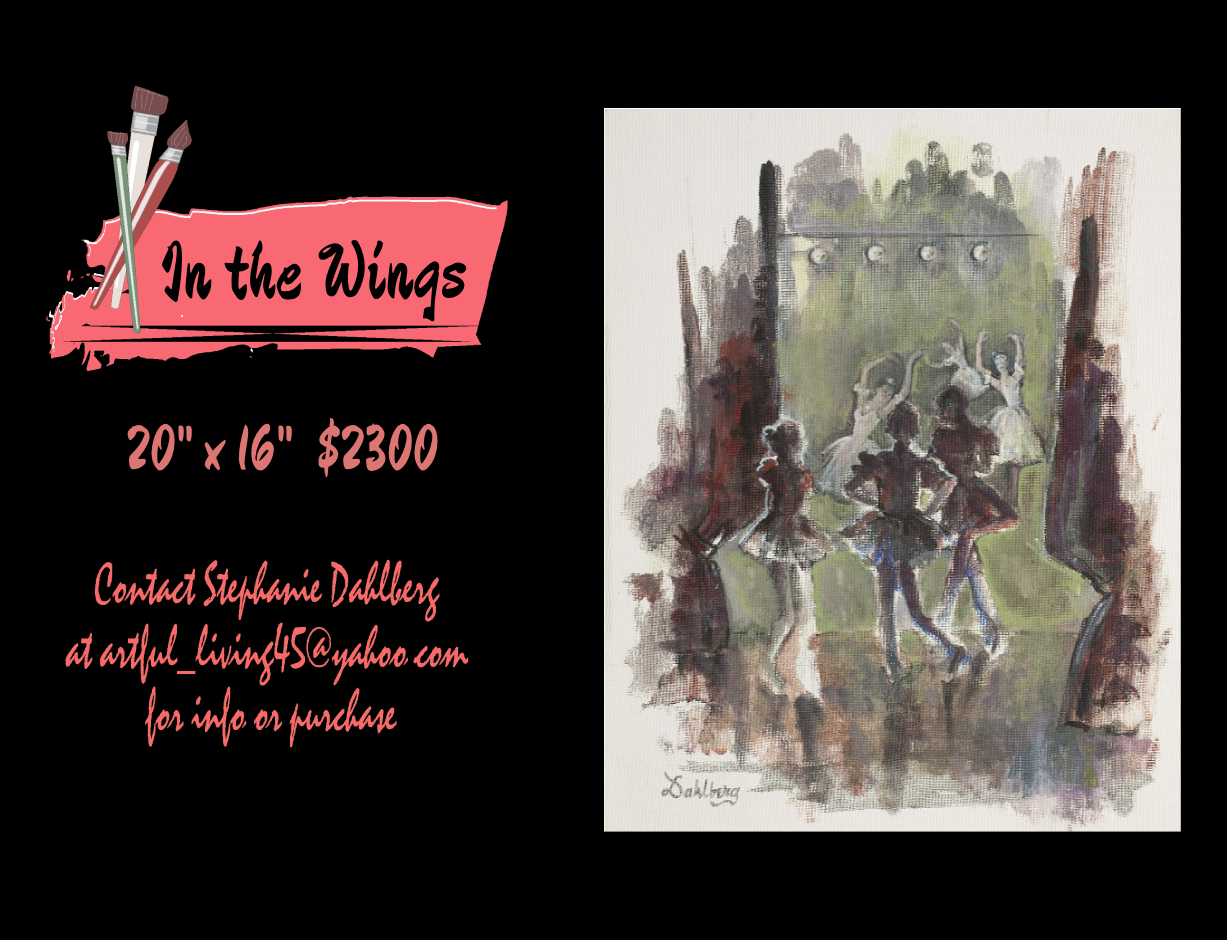 In the Wings
20" x 16" $2300
Contact Stephanie Dahlberg
at artful_living45@yahoo.com
for info or purchase
Dahlberg